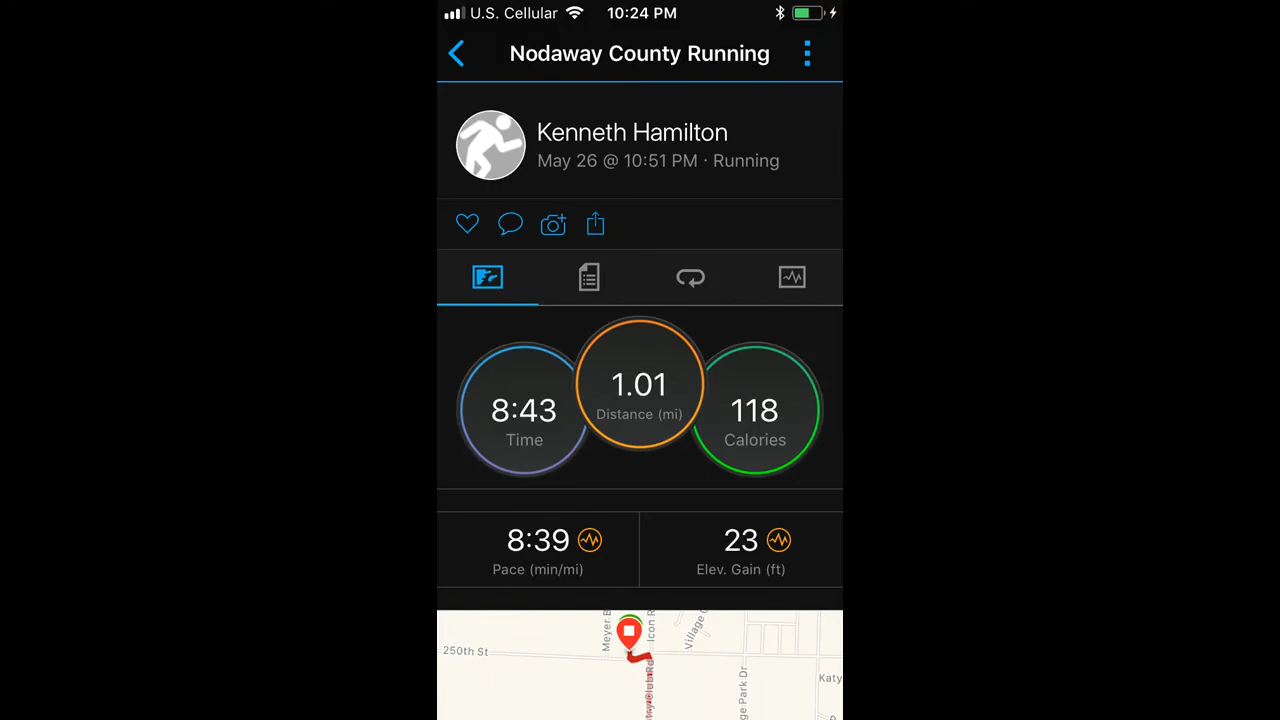 U.S. Cellular 10:24 PM
Nodaway County Running
Kenneth Hamilton
May 26 @ 10:51 PM · Running
8:43
Time
1.01
Distance (mi)
118
Calories
8:39
Pace (min/mi)
23
Elev. Gain (ft)
250th St